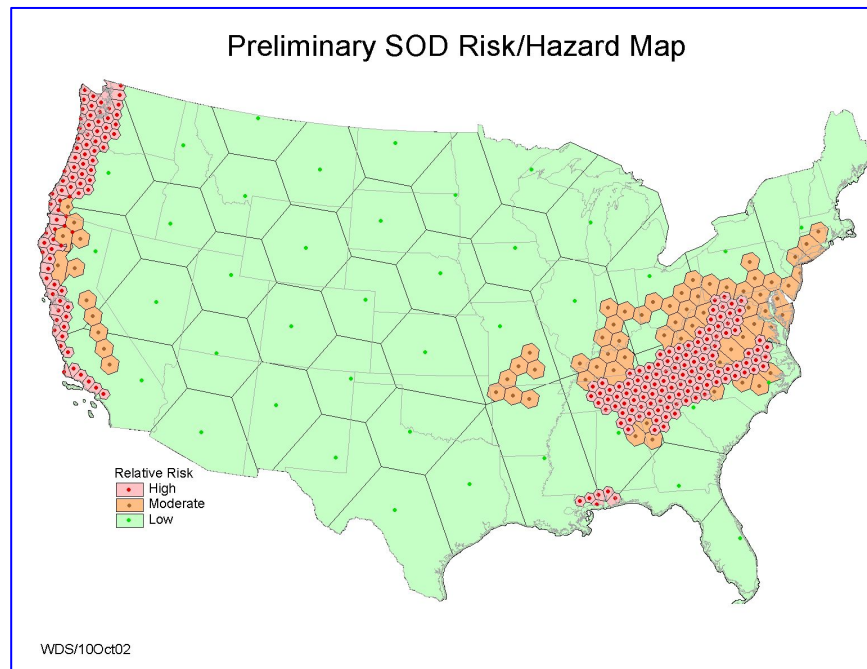 Preliminary SOD Risk/Hazard Map
Relative Risk
High
Moderate
Low
WDS/10Oct02